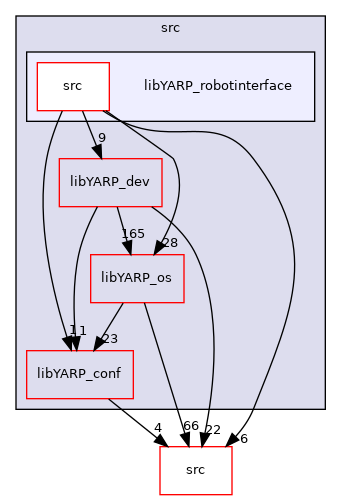 src
src
libYARP_robotinterface
9
libYARP_dev
165
28
libYARP_os
1
1
23
libYARP_conf
4
66
22
6
src